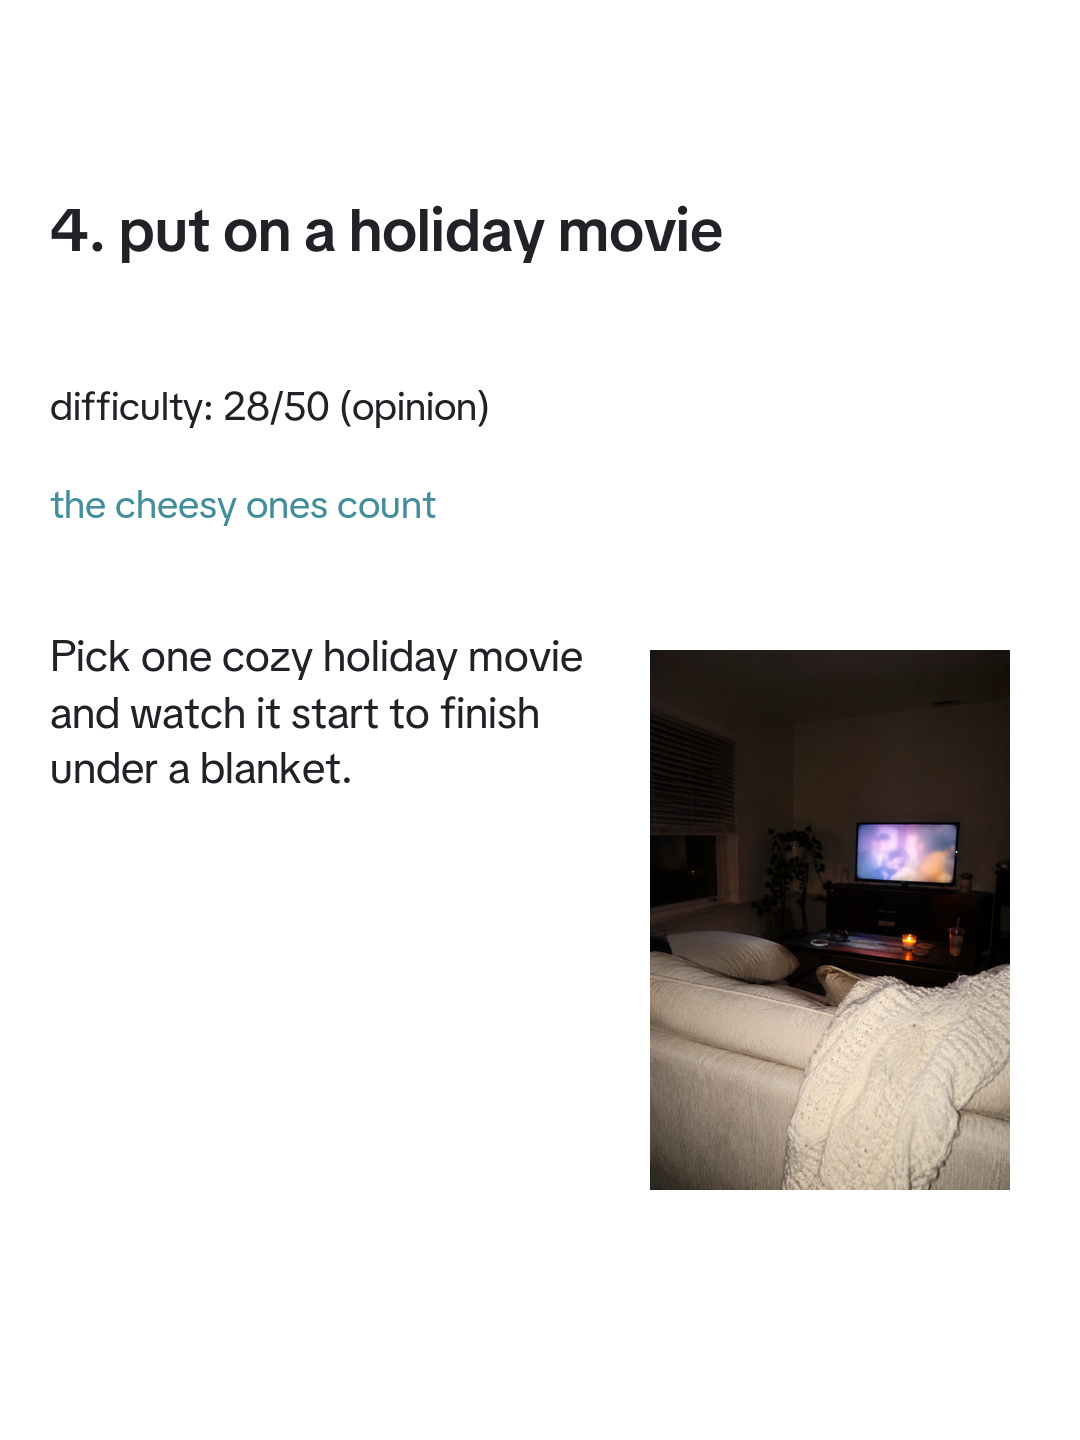 4. put on a holiday movie
difficulty: 28/50 (opinion)
the cheesy ones count
Pick one cozy holiday movie
and watch it start to finish
under a blanket.